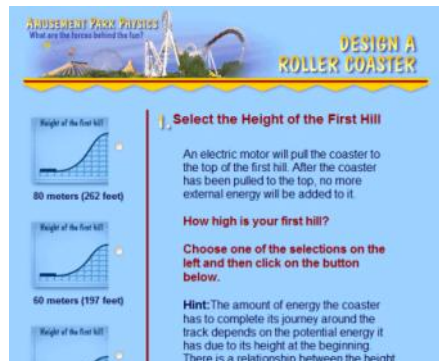 AMUSEMENT PARK PHYSICS
What are the forces behind the fun?
DESIGN A
ROLLER COASTER
Height of the first hill
80 meters (262 feet)
Height of the first hill
60 meters (197 feet)
Height of the first hill
1. Select the Height of the First Hill
An electric motor will pull the coaster to
the top of the first hill. After the coaster
has been pulled to the top, no more
external energy will be added to it.
How high is your first hill?
Choose one of the selections on the
left and then click on the button
below.
Hint:The amount of energy the coaster
has to complete its journey around the
track depends on the potential energy it
has due to its height at the beginning.
There is a relationship between the height